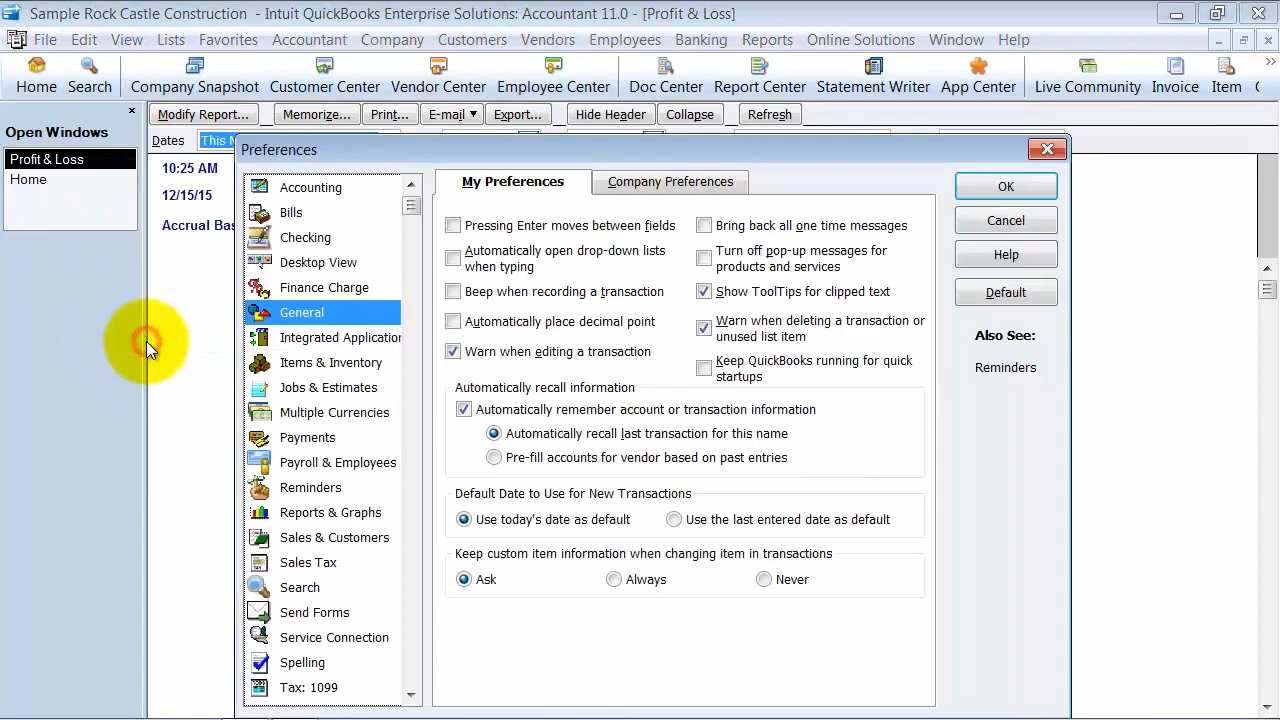 Sample Rock Castle Construction - Intuit QuickBooks Enterprise Solutions: Accountant 11.0 - [Profit & Loss]
File Edit View Lists Favorites Accountant Company Customers Vendors Employees Banking Reports Online Solutions Window Help
Home Search Company Snapshot Customer Center Vendor Center Employee Center Doc Center Report Center Statement Writer App Center Live Community Invoice Item
Modify Report... Memorize... Print... E-mail Export... Hide Header Collapse Refresh
Open Windows
Profit & Loss
Home
Dates This
10:25 AM
12/15/15
Accrual Bas
Preferences
Accounting
Bills
Checking
Desktop View
Finance Charge
General
Integrated Application
Items & Inventory
Jobs & Estimates
Multiple Currencies
Payments
Payroll & Employees
Reminders
Reports & Graphs
Sales & Customers
Sales Tax
Search
Send Forms
Service Connection
Spelling
Tax: 1099
My Preferences Company Preferences
Pressing Enter moves between fields
Automatically open drop-down lists
when typing
Beep when recording a transaction
Automatically place decimal point
Warn when editing a transaction
Bring back all one time messages
Turn off pop-up messages for
products and services
Show ToolTips for clipped text
Warn when deleting a transaction or
unused list item
Keep QuickBooks running for quick
startups
Automatically recall information
Automatically remember account or transaction information
Automatically recall last transaction for this name
Pre-fill accounts for vendor based on past entries
Default Date to Use for New Transactions
Use today's date as default Use the last entered date as default
Keep custom item information when changing item in transactions
Ask Always Never
OK
Cancel
Help
Default
Also See:
Reminders